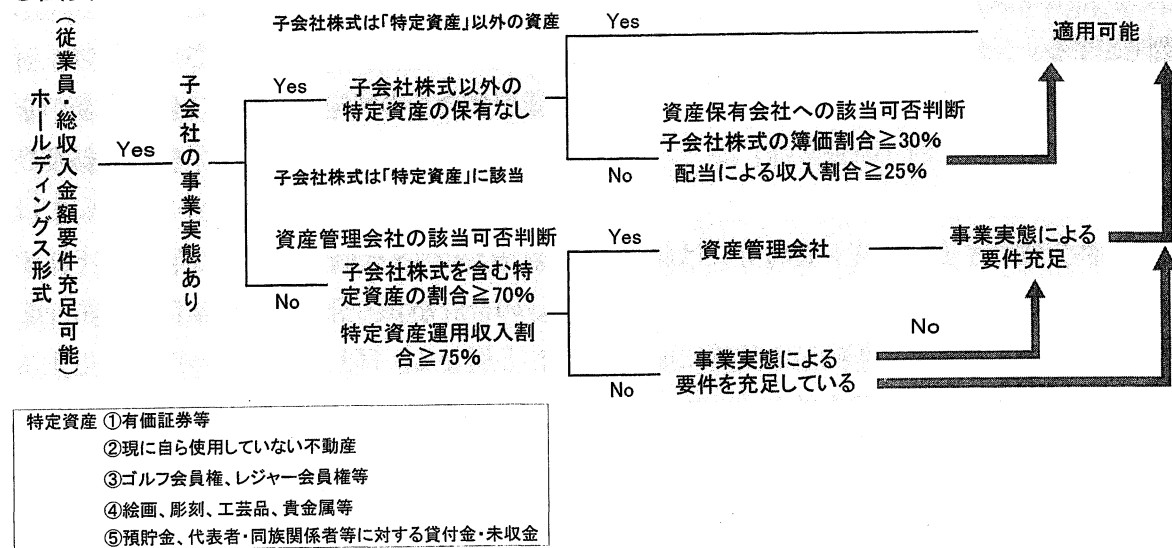 ホールディングス形式
（従業員・総収入金額要件充足可能）
Yes
子会社の事業実態あり
子会社株式は「特定資産」以外の資産
Yes
子会社株式以外の
特定資産の保有なし
子会社株式は「特定資産」に該当
Yes
適用可能
No
資産保有会社への該当可否判断
子会社株式の簿価割合≧30%
配当による収入割合≧25%
No
資産管理会社の該当可否判断
子会社株式を含む特
定資産の割合≧70%
特定資産運用収入割
合≧75%
Yes
資産管理会社
事業実態による
要件充足
No
事業実態による
要件を充足している
No
特定資産 ①有価証券等
②現に自ら使用していない不動産
③ゴルフ会員権、レジャー会員権等
④絵画、彫刻、工芸品、貴金属等
⑤預貯金、代表者・同族関係者等に対する貸付金・未収金